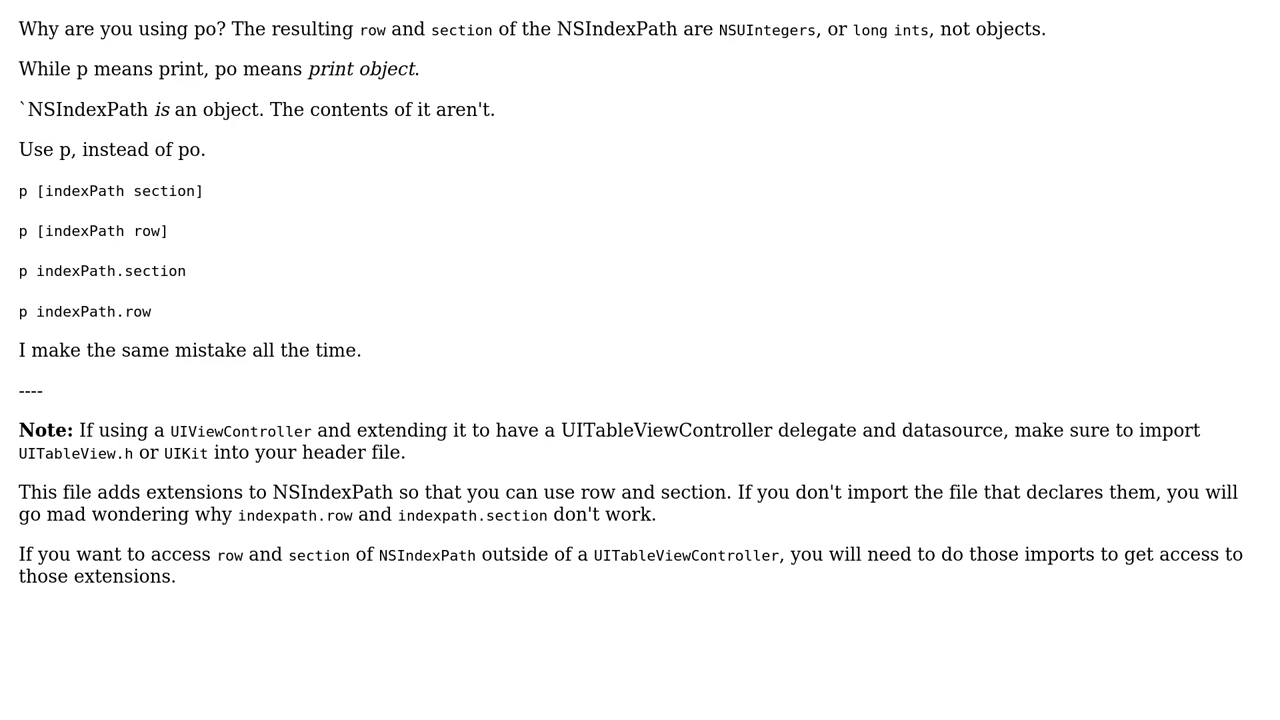 Why are you using po? The resulting row and section of the NSIndexPath are NSUIntegers, or long ints, not objects.
While p means print, po means print object.
`NSIndexPath is an object. The contents of it aren't.
Use p, instead of po.
p [indexPath section]
p [indexPath row]
p indexPath.section
p indexPath.row
I make the same mistake all the time.
----
Note: If using a UIViewController and extending it to have a UITableViewController delegate and datasource, make sure to import
UITableView.h or UIKit into your header file.
This file adds extensions to NSIndexPath so that you can use row and section. If you don't import the file that declares them, you will
go mad wondering why indexpath.row and indexpath.section don't work.
If you want to access row and section of NSIndexPath outside of a UITableViewController, you will need to do those imports to get access to
those extensions.